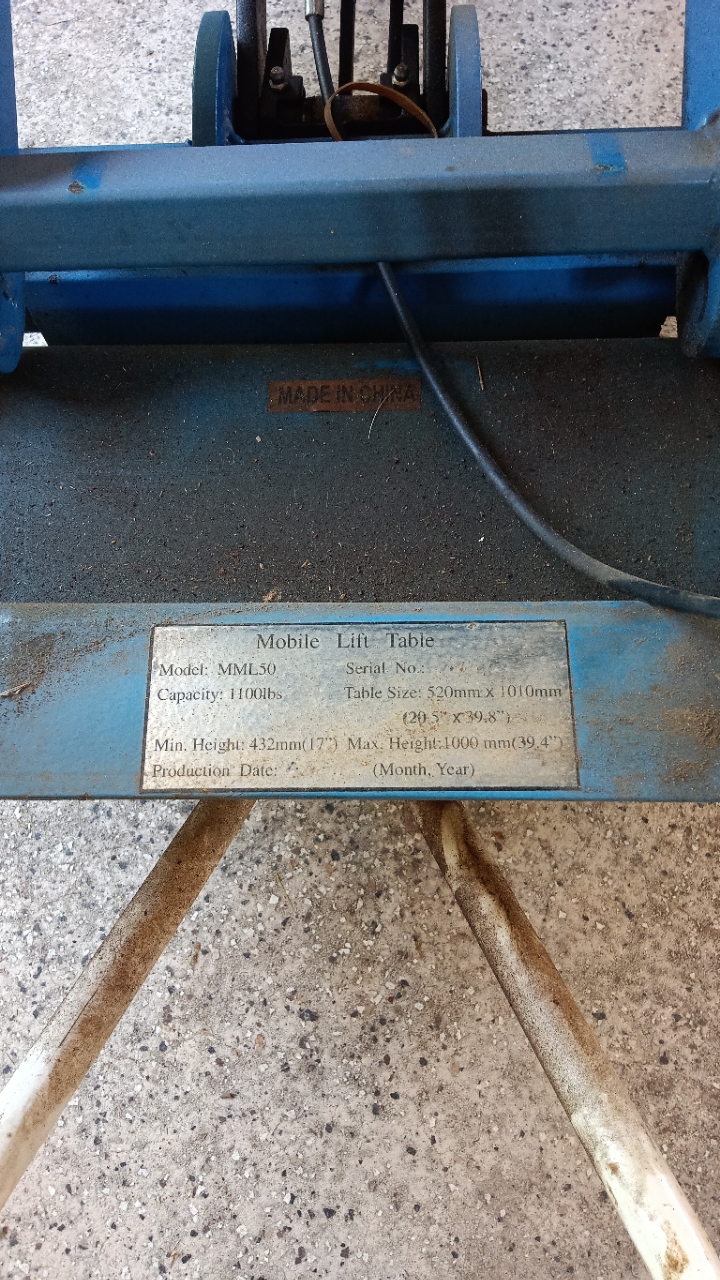 MADE IN CHINA
Mobile Lift Table
Model: MML50 Serial No.:
Capacity: 1100lbs Table Size: 520mm x 1010mm
(20.5” x 39.8”)
Min. Height: 432mm(17”) Max. Height:1000 mm(39.4”)
Production Date: (Month, Year)